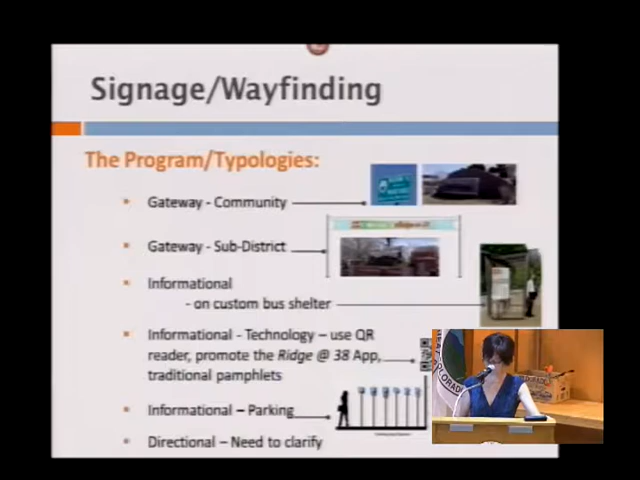 Signage/Wayfinding
The Program/Typologies:
Gateway - Community
Gateway - Sub-District
Informational
- on custom bus shelter
Informational - Technology – use QR
reader, promote the Ridge @ 38 App,
traditional pamphlets
Informational – Parking
Directional – Need to clarify
COLORADO